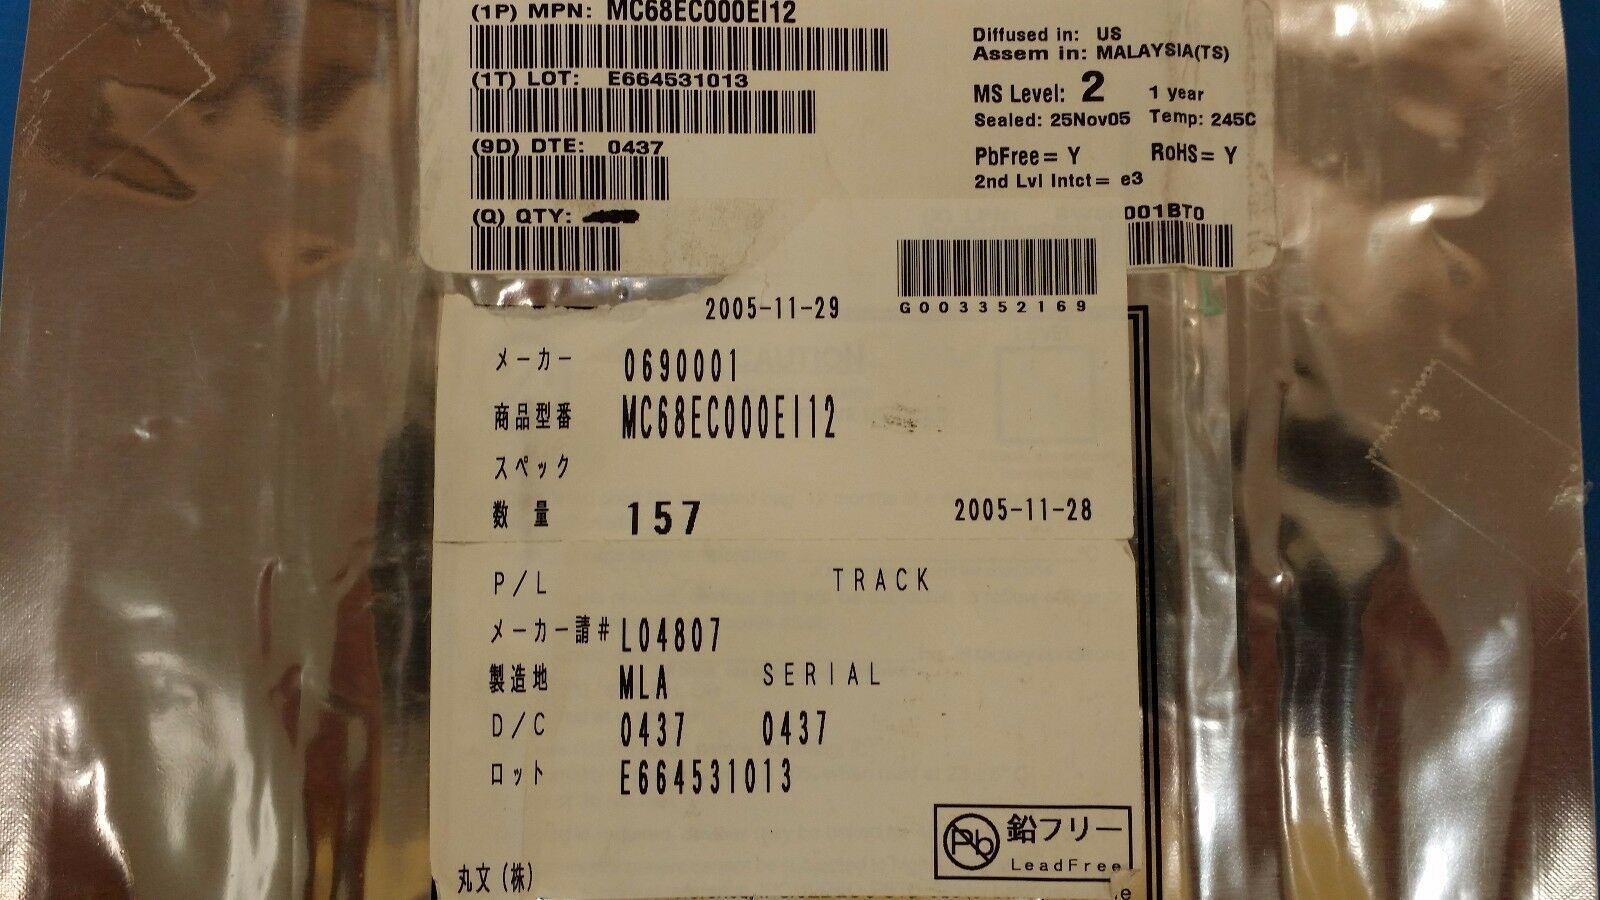 (1P) MPN: MC68EC000EI12
(1T) LOT: E664531013
(9D) DTE: 0437
(Q) QTY:
Diffused in: US
Assem in: MALAYSIA(TS)
MS Level: 2 1 year
Sealed: 25Nov05 Temp: 245C
PbFree= Y RoHS= Y
2nd Lvl Intct= e3
001BT0
2005-11-29
G003352169
メーカー 0690001
商品型番 MC68EC000EI12
スペック
数量 157 2005-11-28
P/L TRACK
メーカー請# L04807
製造地 MLA SERIAL
D/C 0437 0437
ロット E664531013
Pb 鉛フリー
LeadFree
丸文(株)